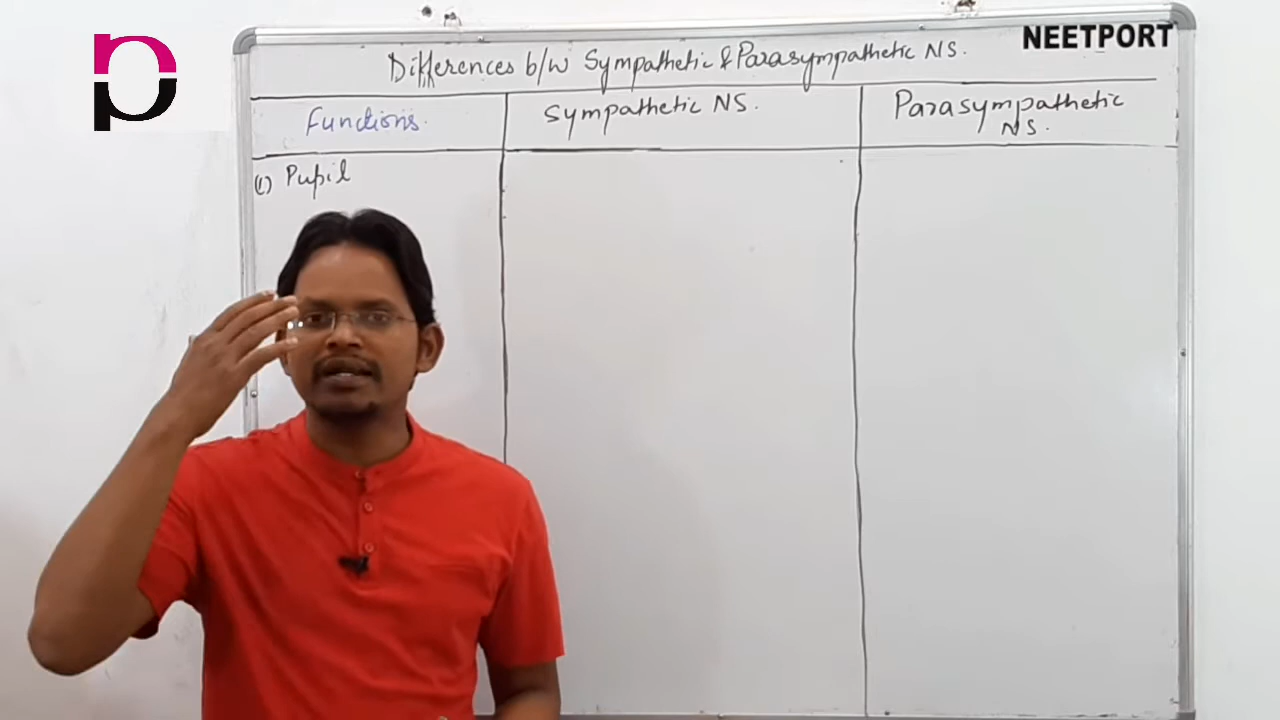 NEETPORT
Differences b/w Sympathetic & Parasympathetic NS.
Functions.
Sympathetic NS.
Parasympathetic
NS.
(1) Pupil